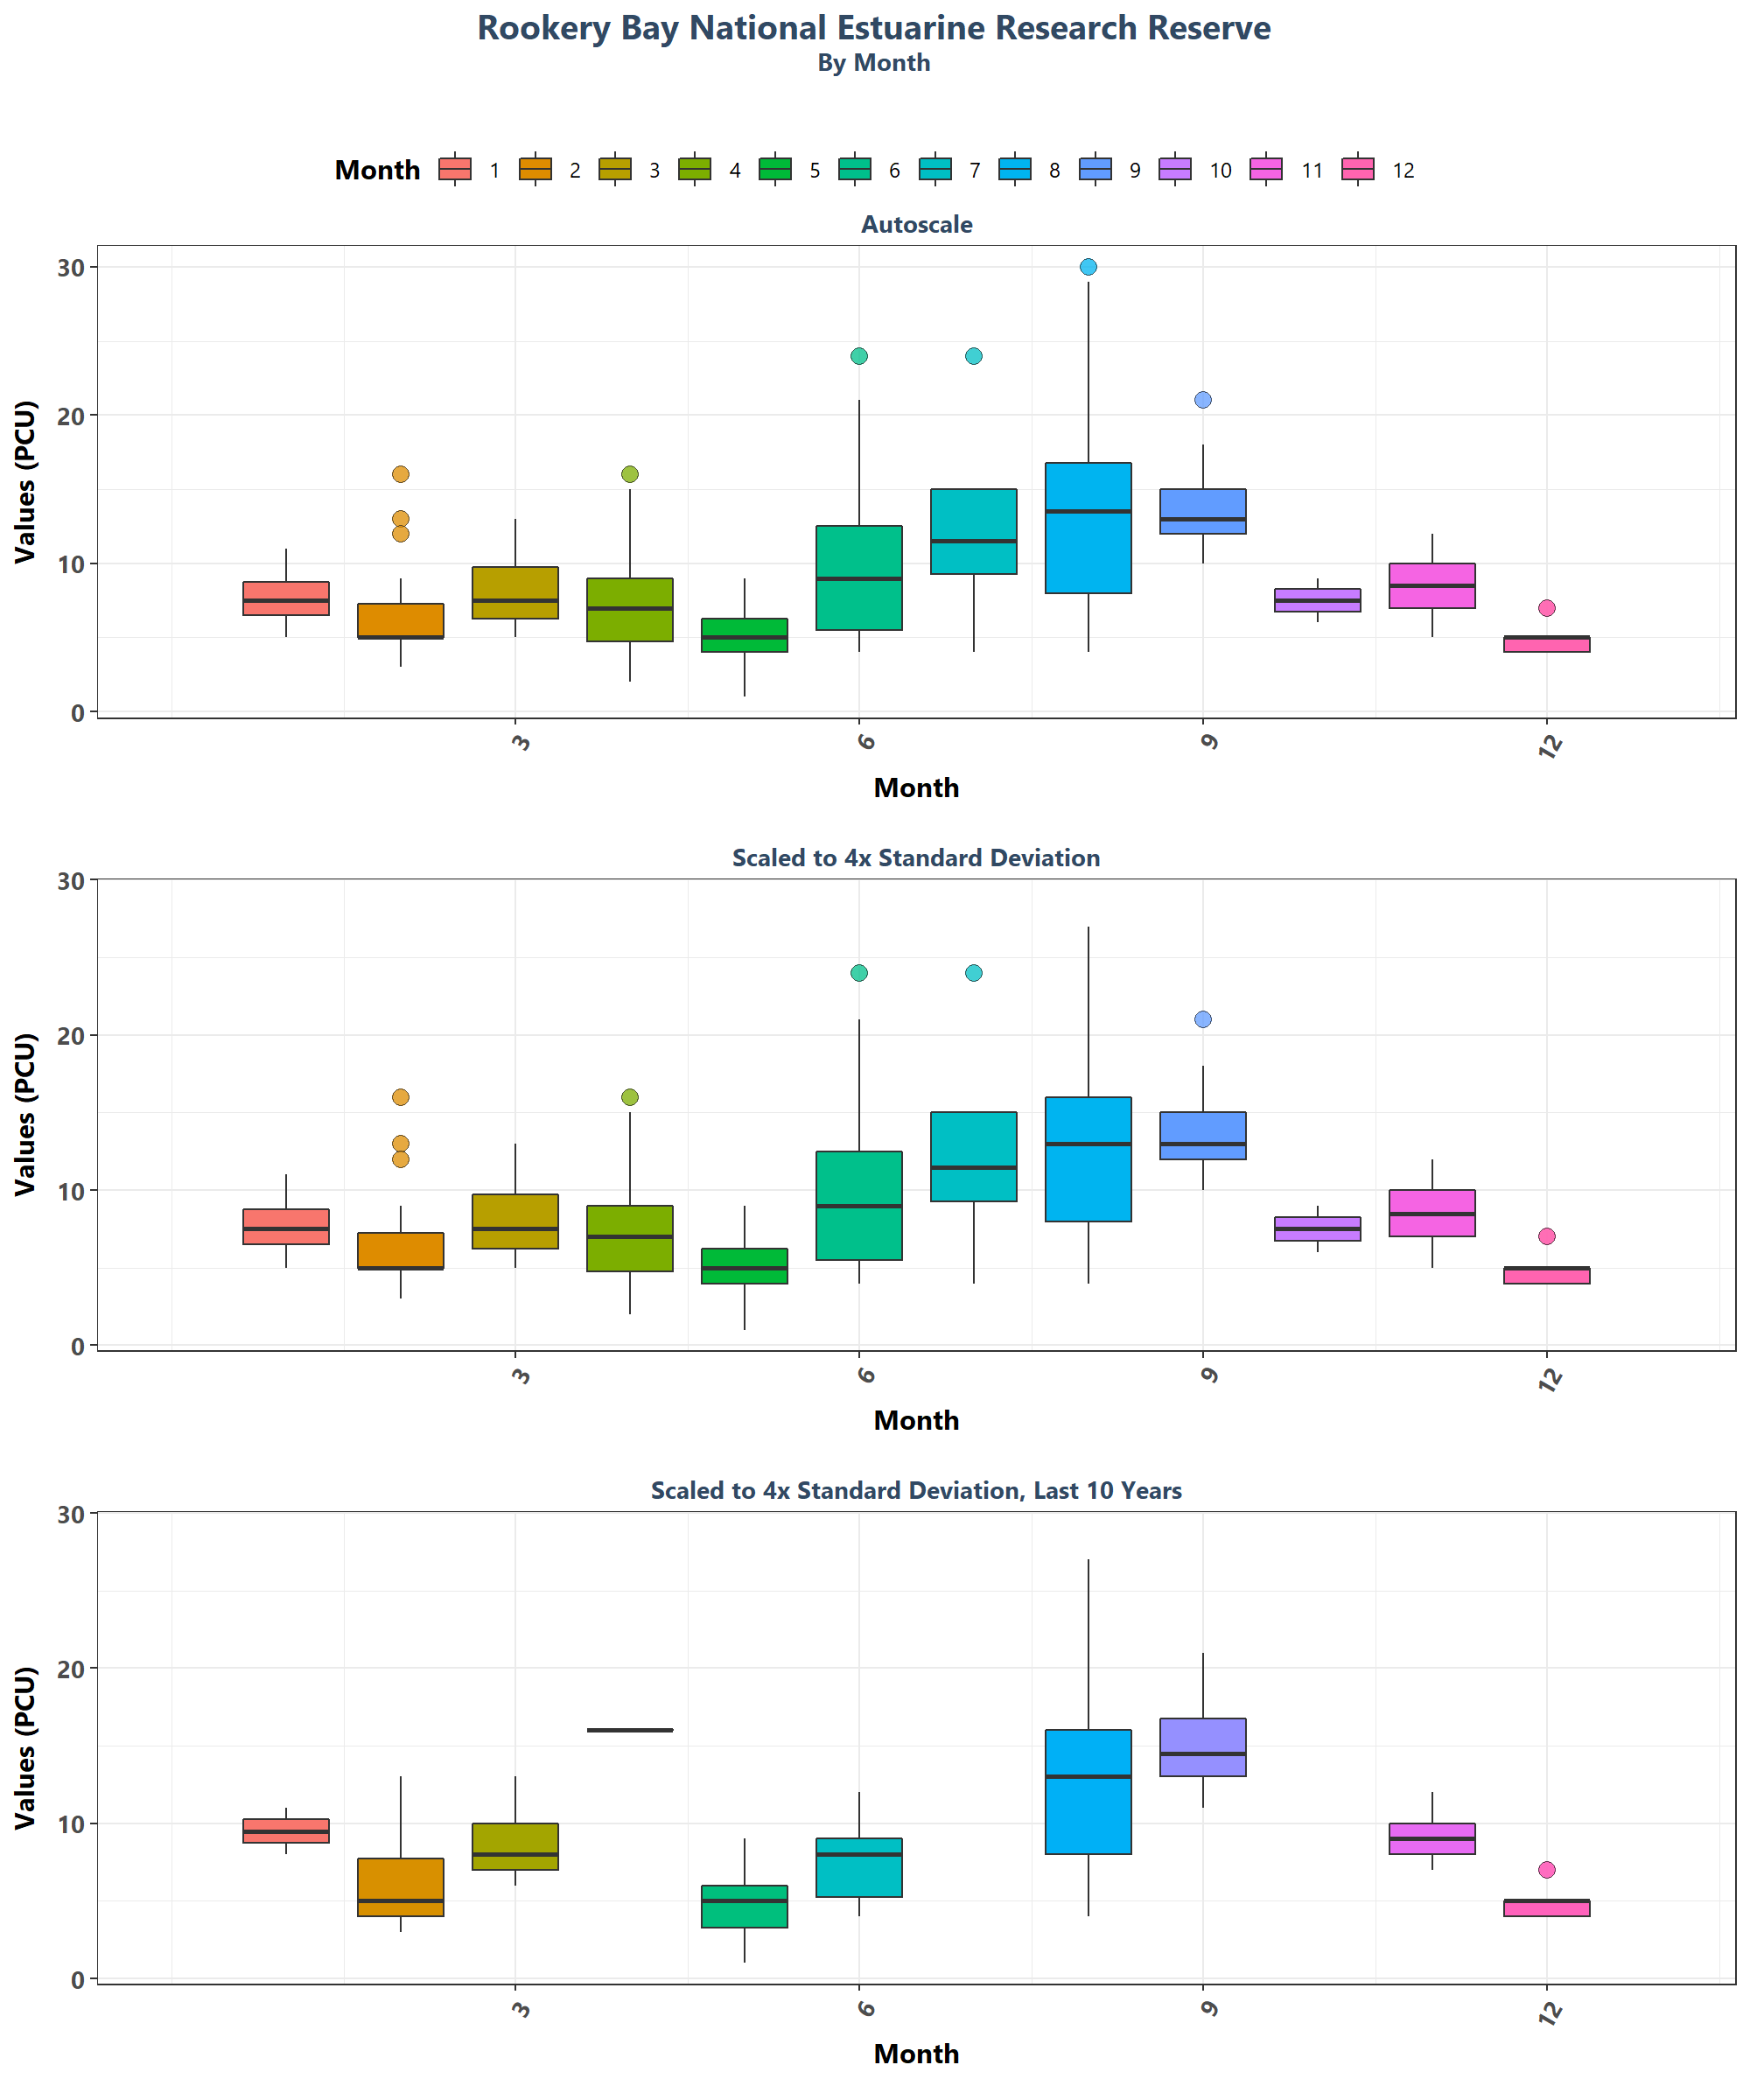 Rookery Bay National Estuarine Research Reserve
By Month
Month 1 2 3 4 5 6 7 8 9 10 11 12
Autoscale
Values (PCU)
30
20
10
0
3 6 9 12
Month
Scaled to 4x Standard Deviation
Values (PCU)
30
20
10
0
3 6 9 12
Month
Scaled to 4x Standard Deviation, Last 10 Years
Values (PCU)
30
20
10
0
3 6 9 12
Month